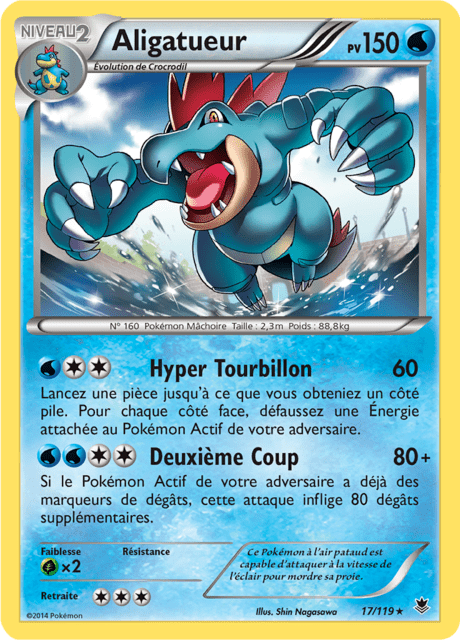 NIVEAU 2
Aligatueur
PV 150
Évolution de Crocrodil
N° 160 Pokémon Mâchoire Taille : 2,3m Poids : 88,8kg
Hyper Tourbillon 60
Lancez une pièce jusqu'à ce que vous obteniez un côté
pile. Pour chaque côté face, défaussez une Énergie
attachée au Pokémon Actif de votre adversaire.
Deuxième Coup 80+
Si le Pokémon Actif de votre adversaire a déjà des
marqueurs de dégâts, cette attaque inflige 80 dégâts
supplémentaires.
Faiblesse Résistance
×2
Ce Pokémon à l'air pataud est
capable d'attaquer à la vitesse de
l'éclair pour mordre sa proie.
Retraite
Illus. Shin Nagasawa
17/119 ★
©2014 Pokémon